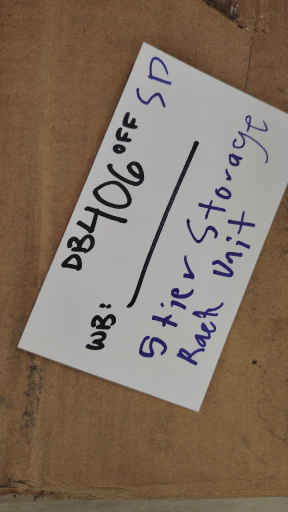 DB406 OFF SD
WB:
5 tier Storage
Rack Unit